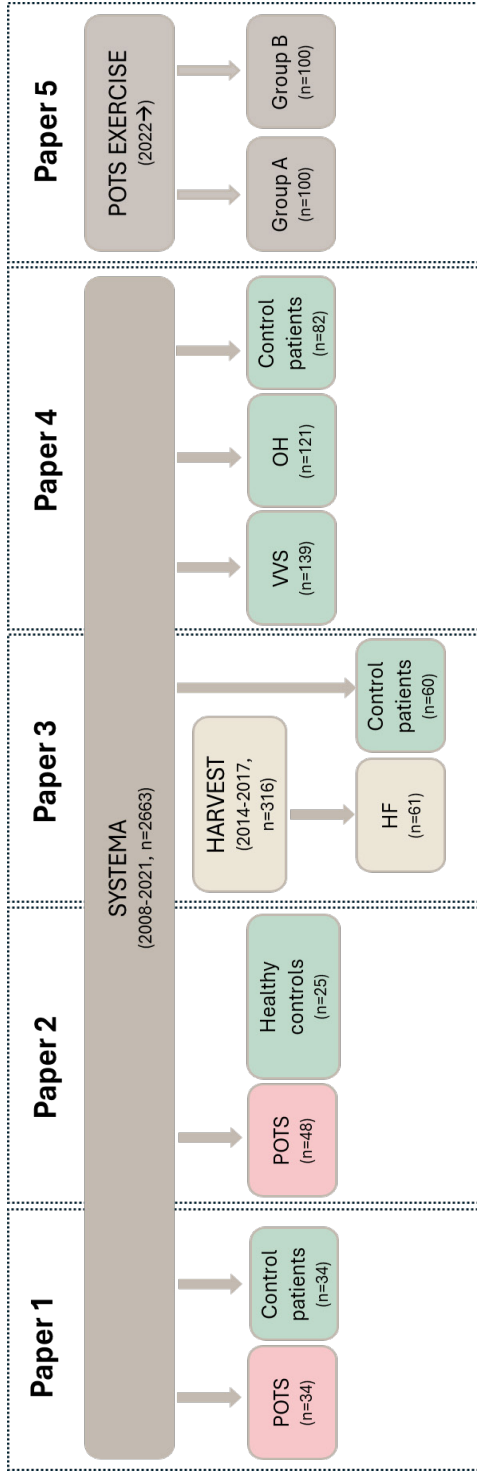 Paper 1
Paper 2
Paper 3
Paper 4
Paper 5
SYSTEMA
(2008-2021, n=2663)
POTS EXERCISE
(2022→)
POTS
(n=34)
Control
patients
(n=34)
POTS
(n=48)
Healthy
controls
(n=25)
HARVEST
(2014-2017,
n=316)
HF
(n=61)
Control
patients
(n=60)
VVS
(n=139)
OH
(n=121)
Control
patients
(n=82)
Group A
(n=100)
Group B
(n=100)